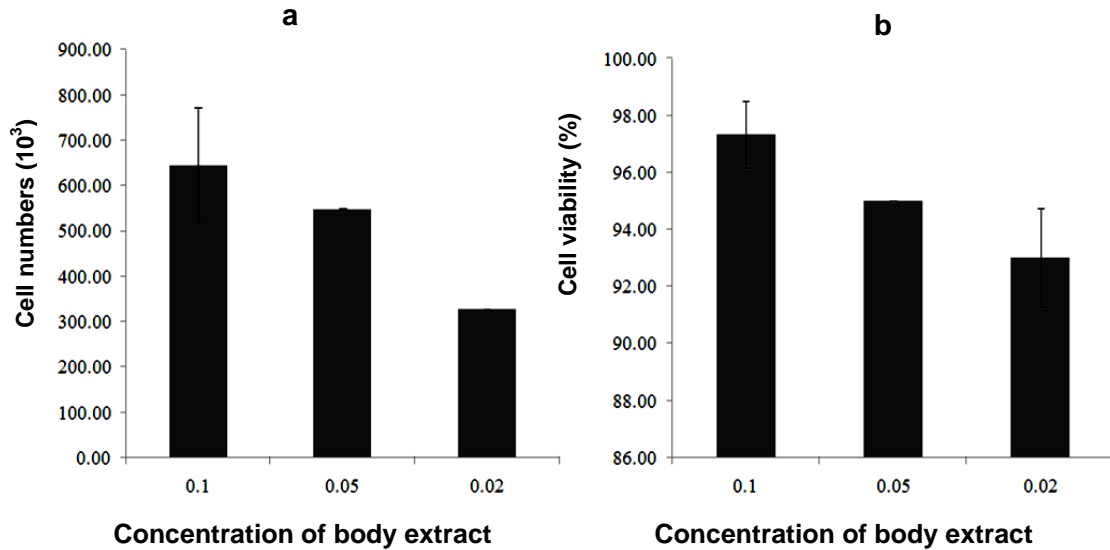 a
900.00
800.00
700.00
600.00
500.00
400.00
300.00
200.00
100.00
0.00
Cell numbers (10³)
0.1 0.05 0.02
Concentration of body extract
b
100.00
98.00
96.00
94.00
92.00
90.00
88.00
86.00
Cell viability (%)
0.1 0.05 0.02
Concentration of body extract